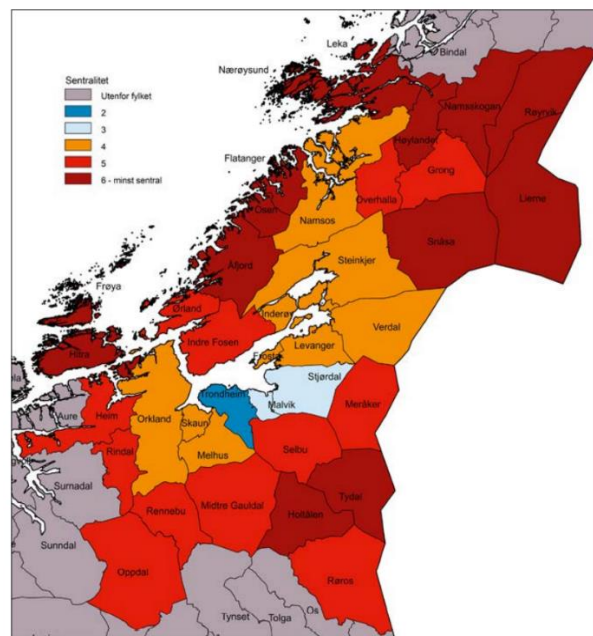 Leka
Bindal
Nærøysund
Sentralitet
Utenfor fylket
2
3
4
5
6 - minst sentral
Namsskogan
Røyrvik
Høylandet
Flatanger
Grong
Overhalla
Osen
Lierne
Namsos
Snåsa
Åfjord
Steinkjer
Frøya
Ørland
Inderøy
Verdal
Indre Fosen
Levanger
Frosta
Hitra
Stjørdal
Trondheim
Malvik
Meråker
Aure
Heim
Orkland
Skaun
Rindal
Melhus
Selbu
Surnadal
Tydal
Midtre Gauldal
Rennebu
Holtålen
Sunndal
Oppdal
Røros
Os
Tynset
Tolga